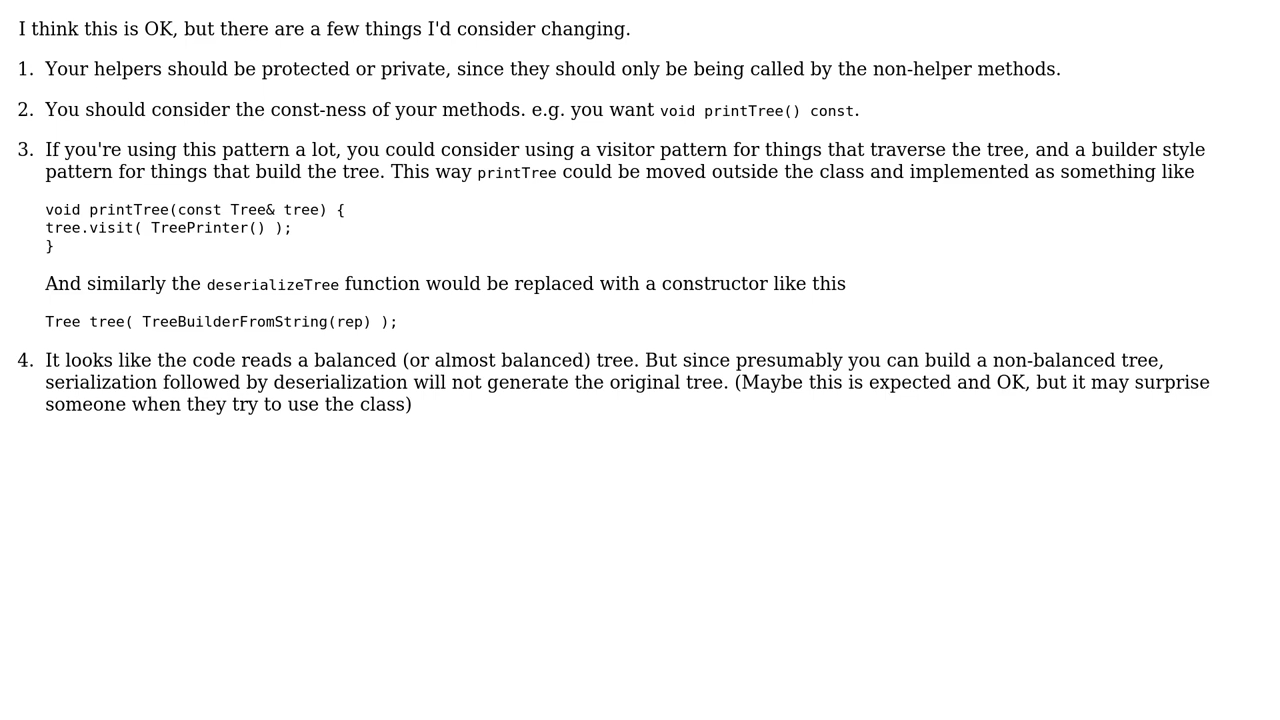 I think this is OK, but there are a few things I'd consider changing.
1. Your helpers should be protected or private, since they should only be being called by the non-helper methods.
2. You should consider the const-ness of your methods. e.g. you want void printTree() const.
3. If you're using this pattern a lot, you could consider using a visitor pattern for things that traverse the tree, and a builder style
pattern for things that build the tree. This way printTree could be moved outside the class and implemented as something like
void printTree(const Tree& tree) {
tree.visit( TreePrinter() );
}
And similarly the deserializeTree function would be replaced with a constructor like this
Tree tree( TreeBuilderFromString(rep) );
4. It looks like the code reads a balanced (or almost balanced) tree. But since presumably you can build a non-balanced tree,
serialization followed by deserialization will not generate the original tree. (Maybe this is expected and OK, but it may surprise
someone when they try to use the class)